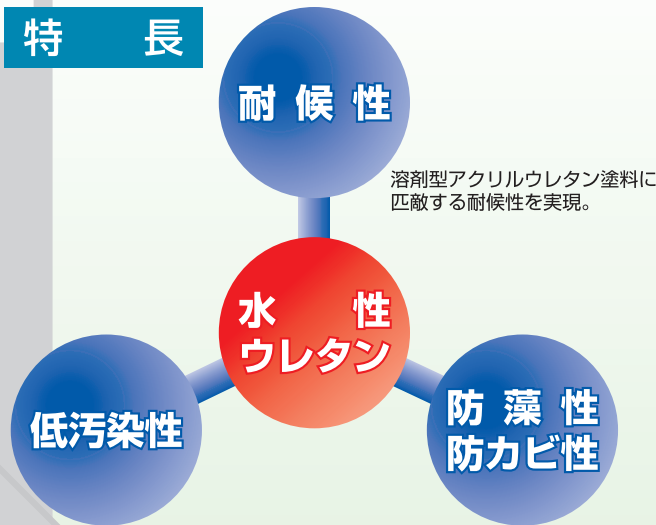 特長
耐候性
溶剤型アクリルウレタン塗料に
匹敵する耐候性を実現。
水性
ウレタン
低汚染性
防藻性
防カビ性